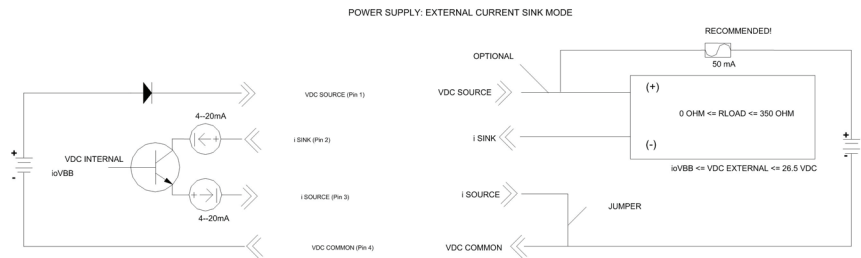 POWER SUPPLY: EXTERNAL CURRENT SINK MODE
RECOMMENDED!
50 mA
OPTIONAL
VDC SOURCE (Pin 1)
VDC SOURCE
(+)
0 OHM <= RLOAD <= 350 OHM
4--20mA
i SINK (Pin 2)
i SINK
(-)
+
-
VDC INTERNAL
ioVBB
+
-
ioVBB <= VDC EXTERNAL <= 26.5 VDC
+
+
i SOURCE (Pin 3)
i SOURCE
JUMPER
4--20mA
VDC COMMON (Pin 4)
VDC COMMON